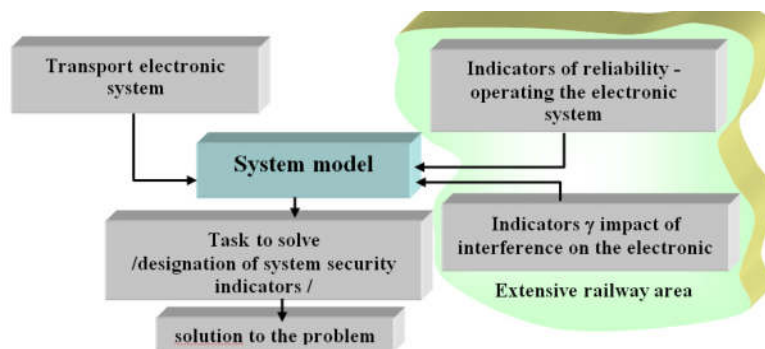 Transport electronic
system
Indicators of reliability -
operating the electronic
system
System model
Indicators γ impact of
interference on the electronic
Task to solve
/designation of system security
indicators /
Extensive railway area
solution to the problem